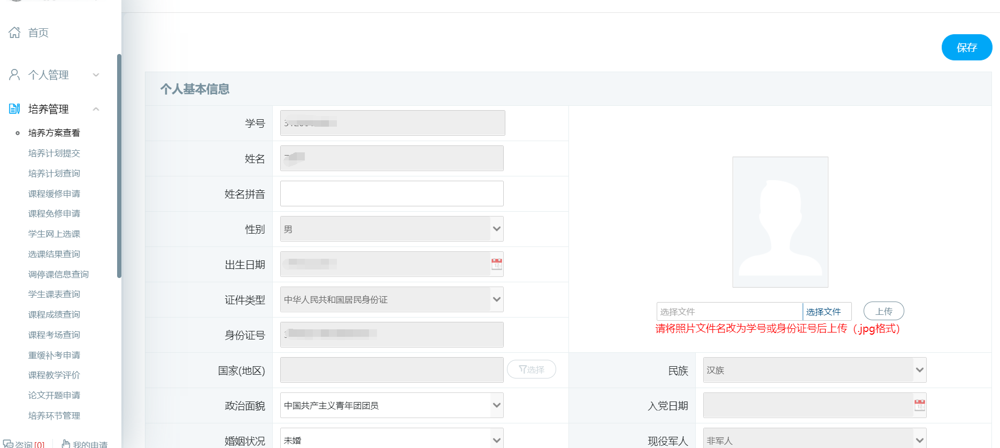 首页
个人管理
培养管理
培养方案查看
培养计划提交
培养计划查询
课程缓修申请
课程免修申请
学生网上选课
选课结果查询
调停课信息查询
学生课表查询
课程成绩查询
课程考场查询
重缓补考申请
课程教学评价
论文开题申请
培养环节管理
咨询[0] 我的申请
保存
个人基本信息
学号
姓名
姓名拼音
性别 男
出生日期
证件类型 中华人民共和国居民身份证
身份证号
选择文件 选择文件 上传
请将照片文件名改为学号或身份证号后上传（.jpg格式）
国家(地区) 选择 民族 汉族
政治面貌 中国共产主义青年团团员 入党日期
婚姻状况 未婚 现役军人 非军人